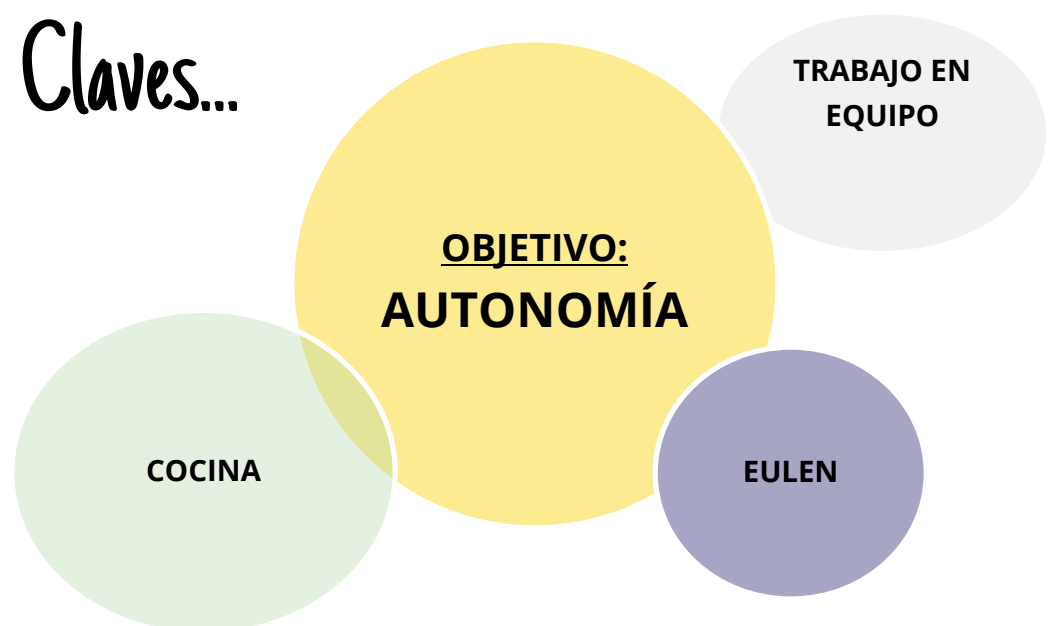 Claves...
TRABAJO EN
EQUIPO
OBJETIVO:
AUTONOMÍA
COCINA
EULEN